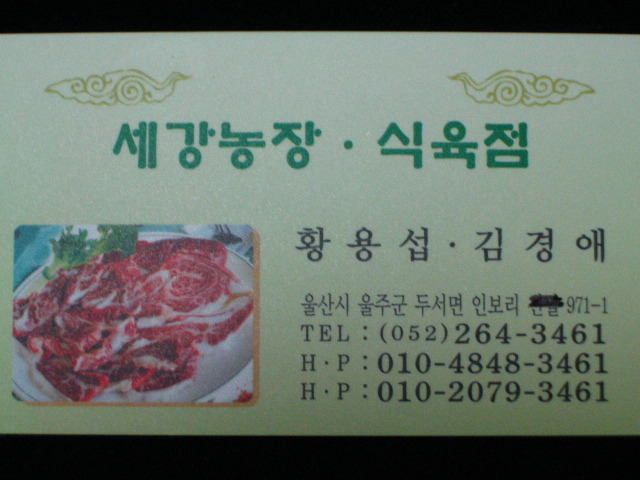 세강농장·식육점
황용섭·김경애
울산시 울주군 두서면 인보리 971-1
TEL:(052)264-3461
H·P:010-4848-3461
H·P:010-2079-3461